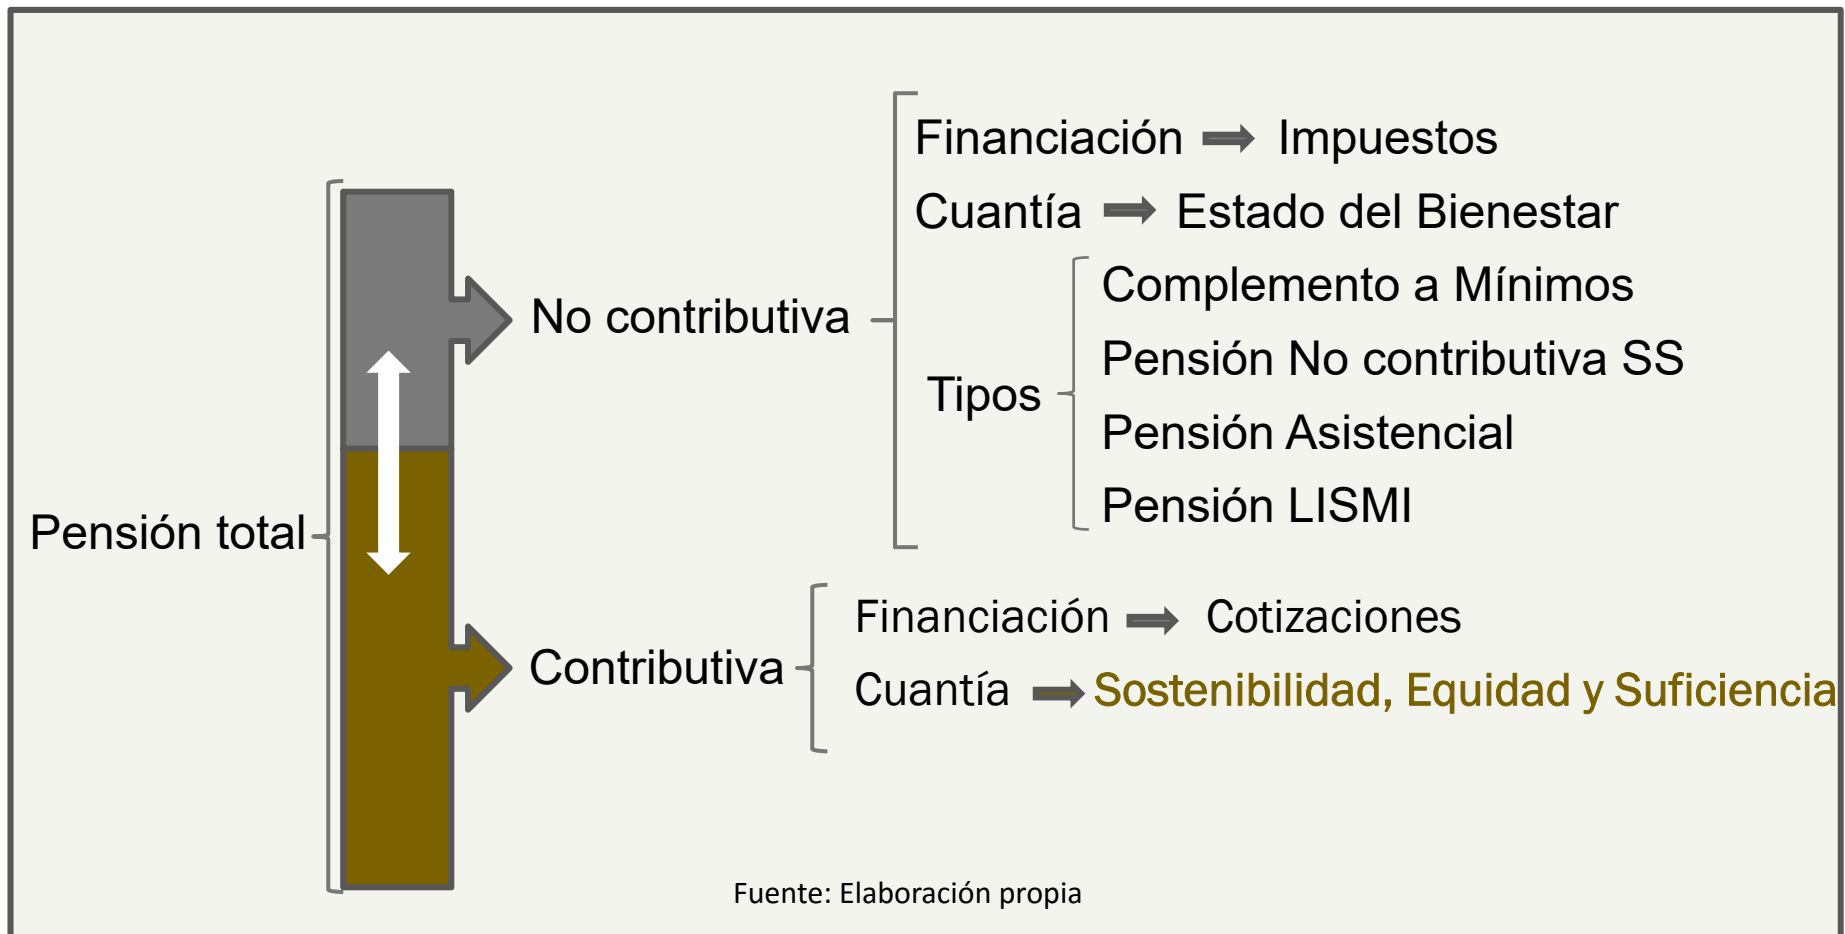 Pensión total
No contributiva
Financiación Impuestos
Cuantía Estado del Bienestar
Tipos
Complemento a Mínimos
Pensión No contributiva SS
Pensión Asistencial
Pensión LISMI
Contributiva
Financiación Cotizaciones
Cuantía Sostenibilidad, Equidad y Suficiencia
Fuente: Elaboración propia